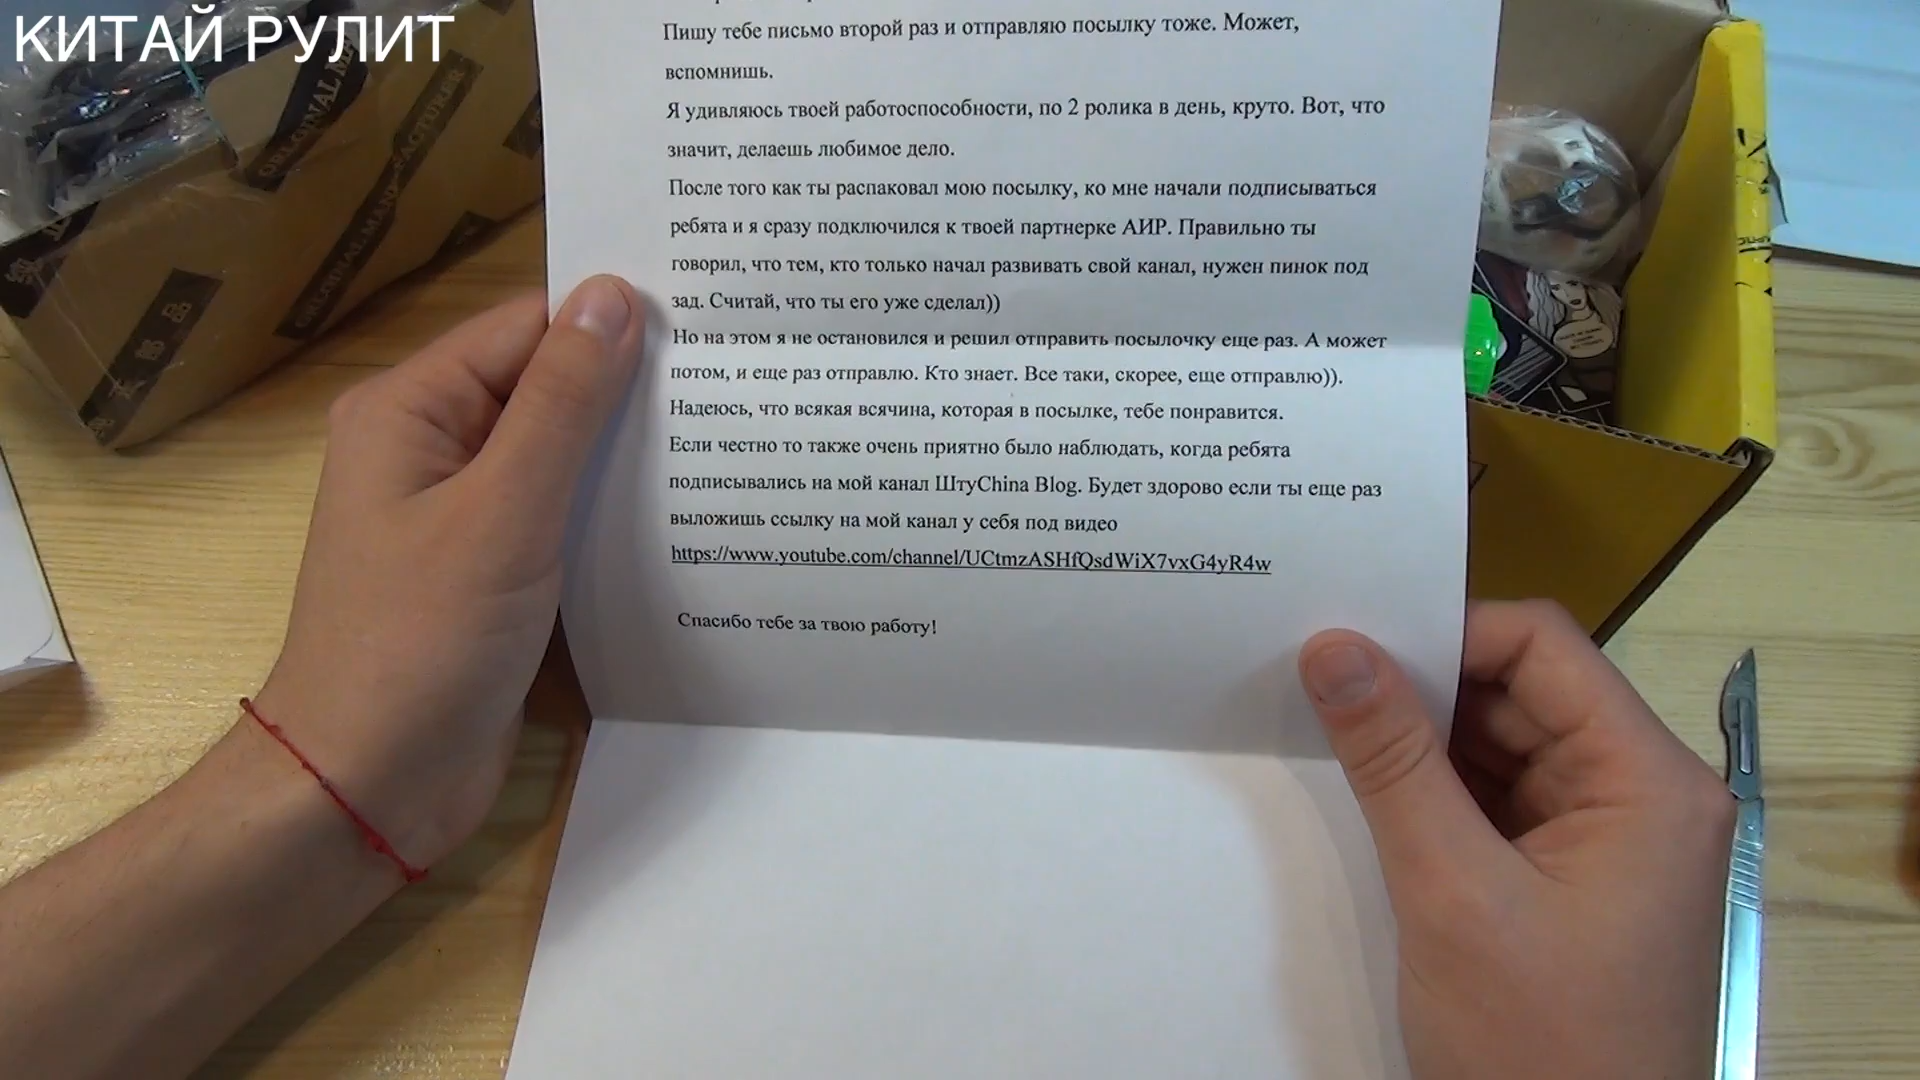 КИТАЙ РУЛИТ
Пишу тебе письмо второй раз и отправляю посылку тоже. Может,
вспомнишь.
Я удивляюсь твоей работоспособности, по 2 ролика в день, круто. Вот, что
значит, делаешь любимое дело.
После того как ты распаковал мою посылку, ко мне начали подписываться
ребята и я сразу подключился к твоей партнерке АИР. Правильно ты
говорил, что тем, кто только начал развивать свой канал, нужен пинок под
зад. Считай, что ты его уже сделал))
Но на этом я не остановился и решил отправить посылочку еще раз. А может
потом, и еще раз отправлю. Кто знает. Все таки, скорее, еще отправлю)).
Надеюсь, что всякая всячина, которая в посылке, тебе понравится.
Если честно то также очень приятно было наблюдать, когда ребята
подписывались на мой канал ШтуChina Blog. Будет здорово если ты еще раз
выложишь ссылку на мой канал у себя под видео
https://www.youtube.com/channel/UCtmzASHfQsdWiX7vxG4yR4w
Спасибо тебе за твою работу!
ORIGINAL MANUFACTURER